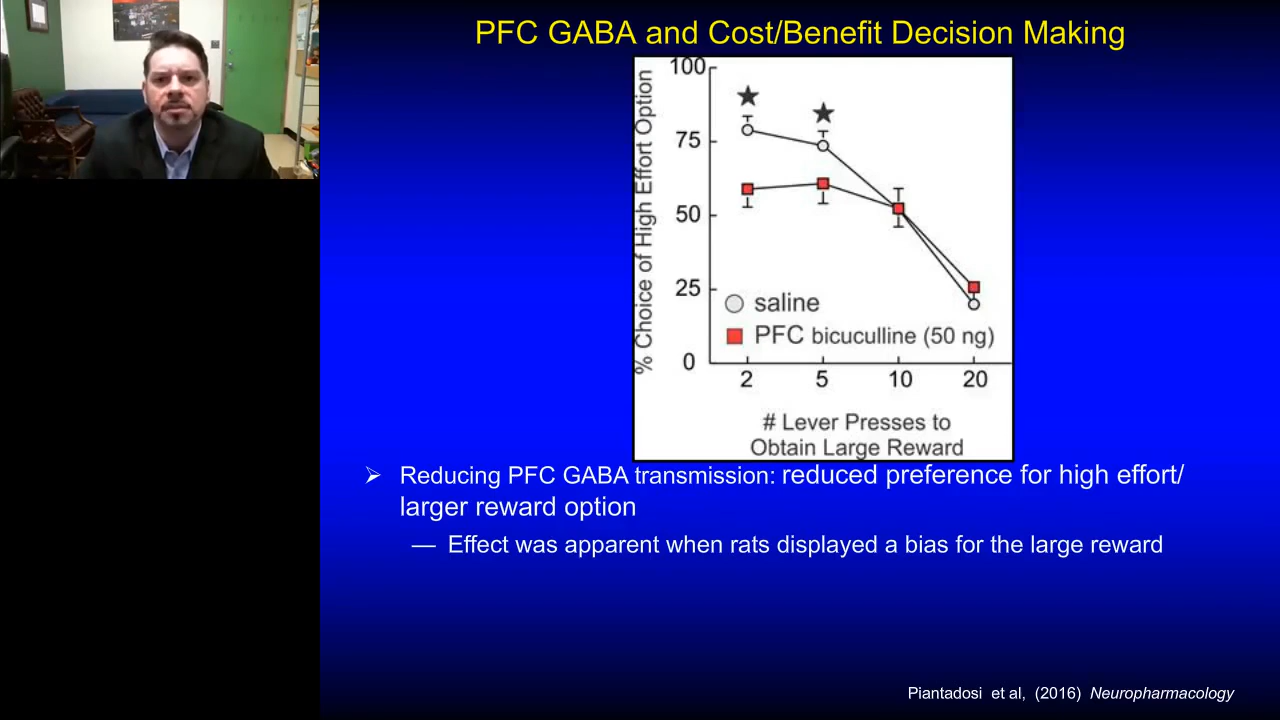 PFC GABA and Cost/Benefit Decision Making
% Choice of High Effort Option
100
75
50
25
0
★
★
saline
PFC bicuculline (50 ng)
2 5 10 20
# Lever Presses to
Obtain Large Reward
➢ Reducing PFC GABA transmission: reduced preference for high effort/
larger reward option
— Effect was apparent when rats displayed a bias for the large reward
Piantadosi et al, (2016) Neuropharmacology